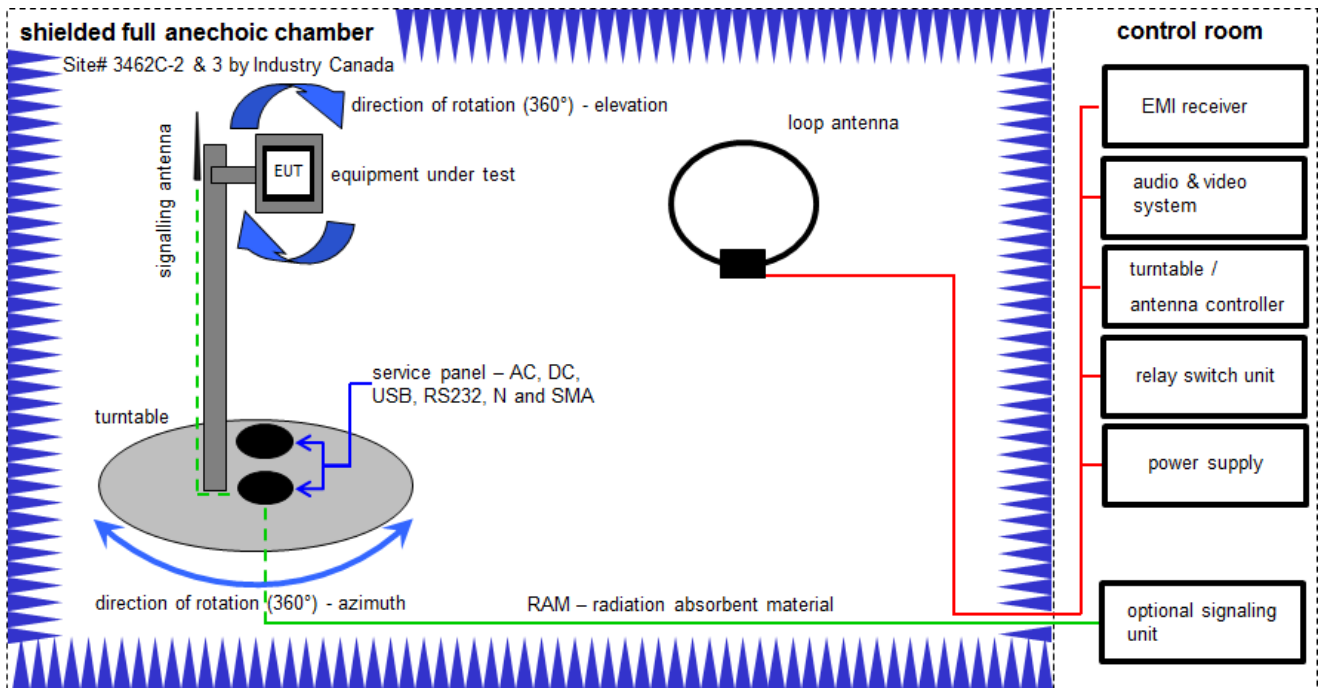 shielded full anechoic chamber
Site# 3462C-2 & 3 by Industry Canada
direction of rotation (360°) - elevation
signalling antenna
EUT
equipment under test
loop antenna
service panel – AC, DC,
USB, RS232, N and SMA
turntable
direction of rotation (360°) - azimuth
RAM – radiation absorbent material
control room
EMI receiver
audio & video
system
turntable /
antenna controller
relay switch unit
power supply
optional signaling
unit